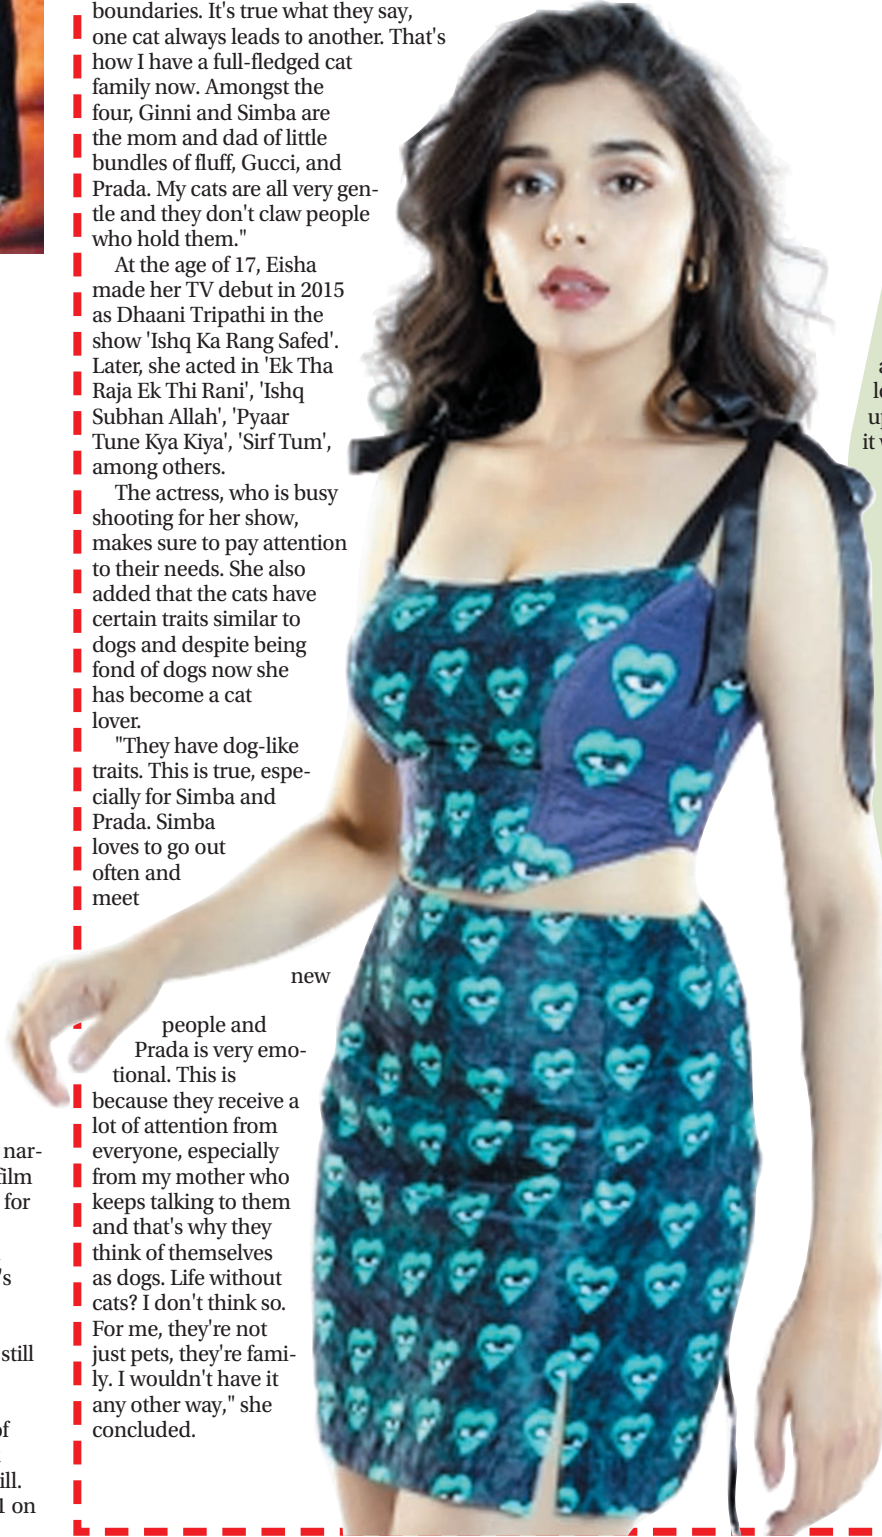 boundaries. It's true what they say,
one cat always leads to another. That's
how I have a full-fledged cat
family now. Amongst the
four, Ginni and Simba are
the mom and dad of little
bundles of fluff, Gucci, and
Prada. My cats are all very gen-
tle and they don't claw people
who hold them."
At the age of 17, Eisha
made her TV debut in 2015
as Dhaani Tripathi in the
show 'Ishq Ka Rang Safed'.
Later, she acted in 'Ek Tha
Raja Ek Thi Rani', 'Ishq
Subhan Allah', 'Pyaar
Tune Kya Kiya', 'Sirf Tum',
among others.
The actress, who is busy
shooting for her show,
makes sure to pay attention
to their needs. She also
added that the cats have
certain traits similar to
dogs and despite being
fond of dogs now she
has become a cat
lover.
"They have dog-like
traits. This is true, espe-
cially for Simba and
Prada. Simba
loves to go out
often and
meet
new
people and
Prada is very emo-
tional. This is
because they receive a
lot of attention from
everyone, especially
from my mother who
keeps talking to them
and that's why they
think of themselves
as dogs. Life without
cats? I don't think so.
For me, they're not
just pets, they're fami-
ly. I wouldn't have it
any other way," she
concluded.
nar-
film
for
's
still
of
ill.
on
it